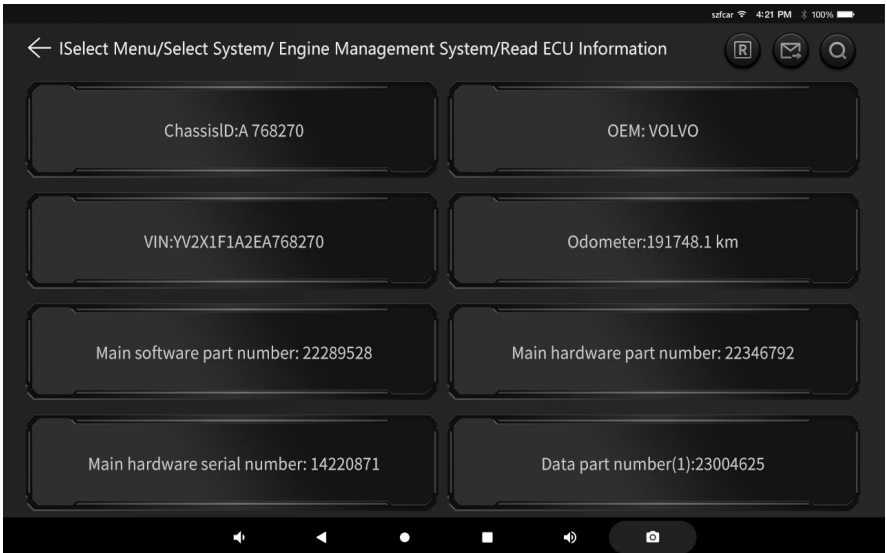 szfcar 4:21 PM 100%
ISelect Menu/Select System/ Engine Management System/Read ECU Information
R
ChassisID:A 768270
OEM: VOLVO
VIN:YV2X1F1A2EA768270
Odometer:191748.1 km
Main software part number: 22289528
Main hardware part number: 22346792
Main hardware serial number: 14220871
Data part number(1):23004625